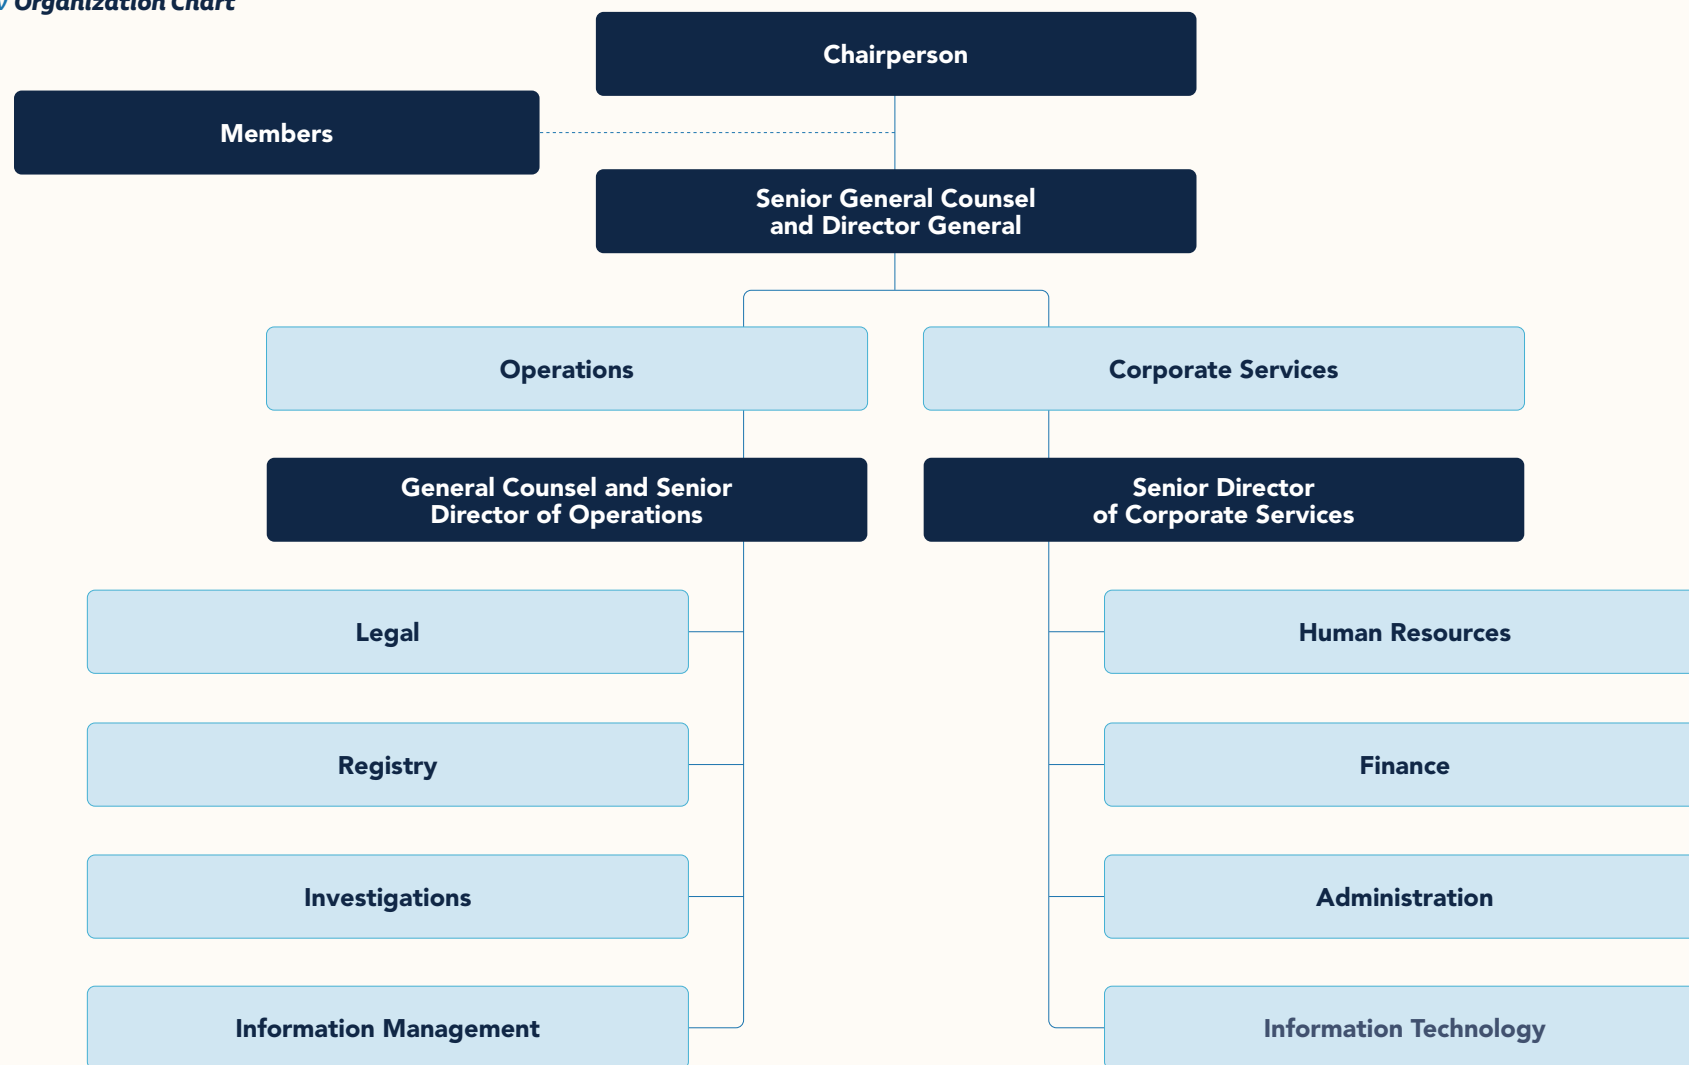 Organization Chart
Chairperson
Members
Senior General Counsel
and Director General
Operations
Corporate Services
General Counsel and Senior
Director of Operations
Senior Director
of Corporate Services
Legal
Human Resources
Registry
Finance
Investigations
Administration
Information Management
Information Technology